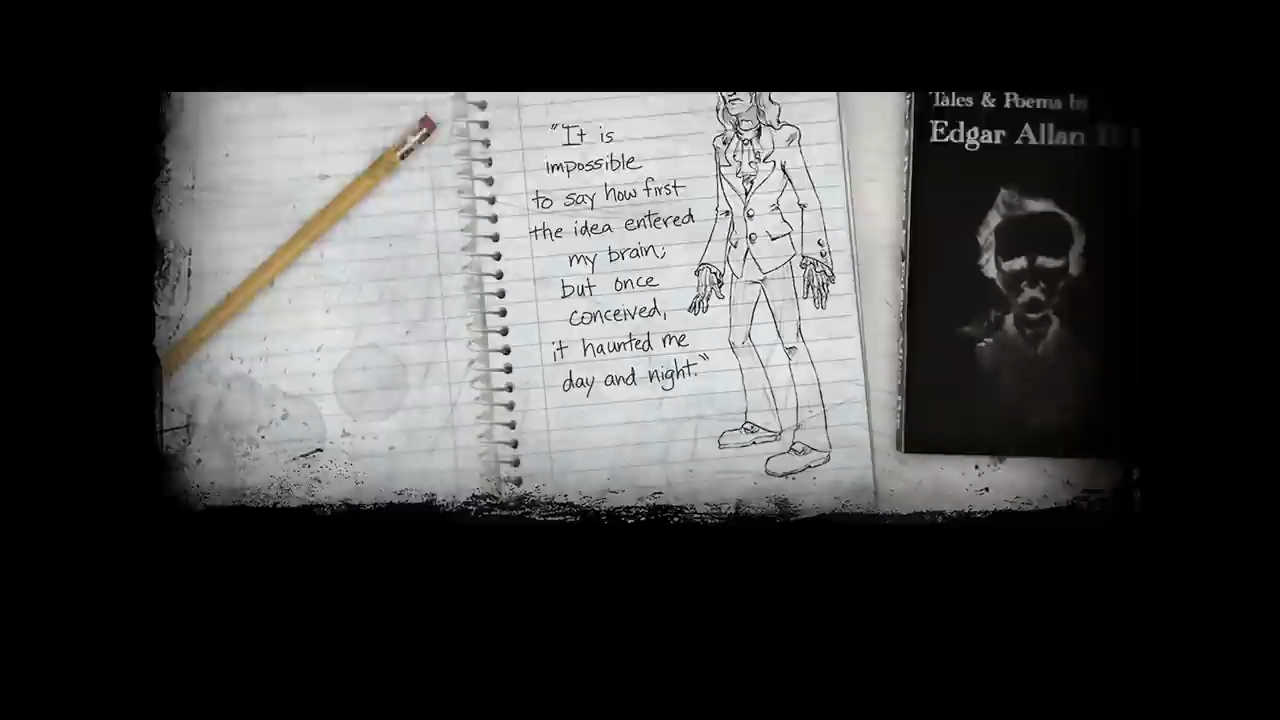 "It is
impossible
to say how first
the idea entered
my brain;
but once
conceived,
it haunted me
day and night."
Tales & Poems by
Edgar Allan